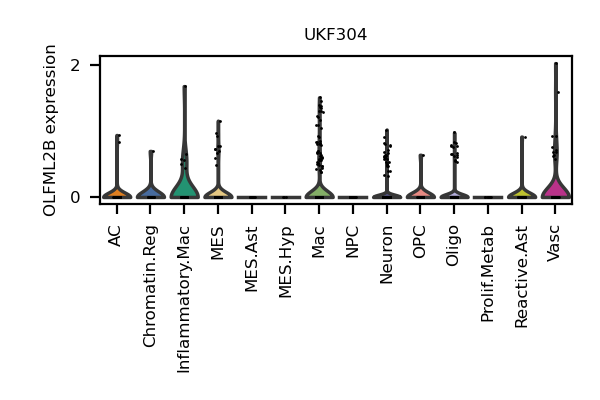 UKF304
OLFML2B expression
2
0
AC
Chromatin.Reg
Inflammatory.Mac
MES
MES.Ast
MES.Hyp
Mac
NPC
Neuron
OPC
Oligo
Prolif.Metab
Reactive.Ast
Vasc